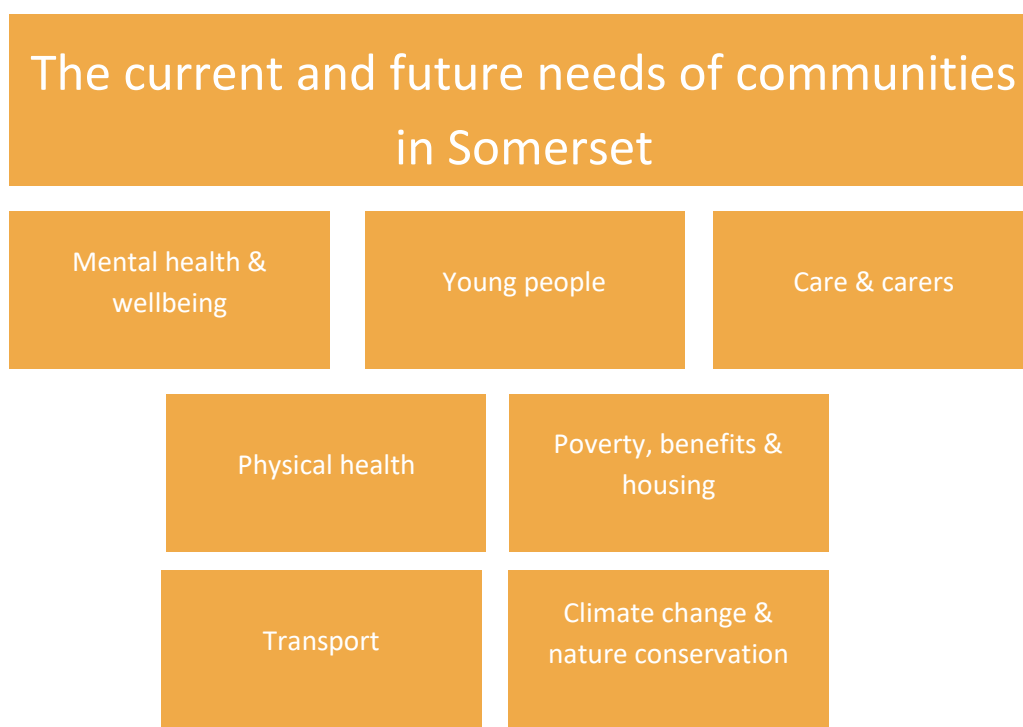 The current and future needs of communities
in Somerset
Mental health &
wellbeing
Young people
Care & carers
Physical health
Poverty, benefits &
housing
Transport
Climate change &
nature conservation